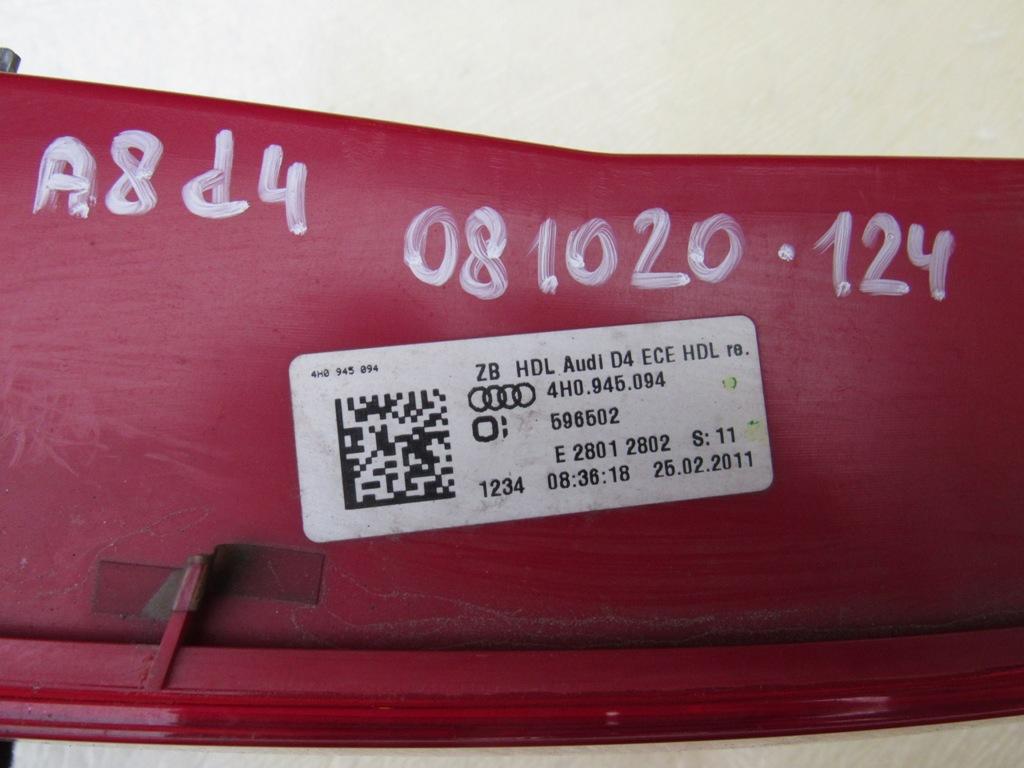 A8 d4
081020.124
4H0 945 094
ZB HDL Audi D4 ECE HDL re.
4H0.945.094
596502
E 2801 2802 S: 11
1234 08:36:18 25.02.2011